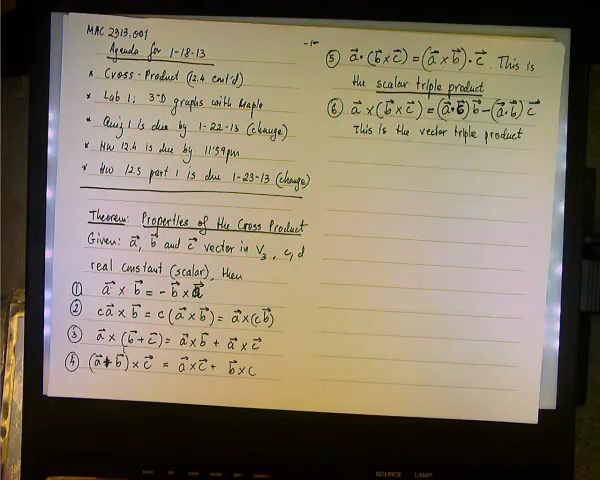 MAC 2313.001
Agenda for 1-18-13
* Cross-Product (12.4 cont'd)
* Lab 1; 3-D graphs with Maple
* Quiz 1 is due by 1-22-13 (change)
* HW 12.4 is due by 11:59pm
* HW 12.5 part 1 is due 1-23-13 (change)
Theorem: Properties of the Cross Product
Given: a⃗, b⃗ and c⃗ vector in V₃, c, d
real constant (scalar), then
① a⃗ × b⃗ = - b⃗ × a⃗
② c a⃗ × b⃗ = c (a⃗ × b⃗) = a⃗ × (c b⃗)
③ a⃗ × (b⃗ + c⃗) = a⃗ × b⃗ + a⃗ × c⃗
④ (a⃗ + b⃗) × c⃗ = a⃗ × c⃗ + b⃗ × c
-1-
⑤ a⃗ • (b⃗ × c⃗) = (a⃗ × b⃗) • c⃗. This is
the scalar triple product
⑥ a⃗ × (b⃗ × c⃗) = (a⃗ • c⃗) b⃗ - (a⃗ • b⃗) c⃗
This is the vector triple product
SOURCE LAMP